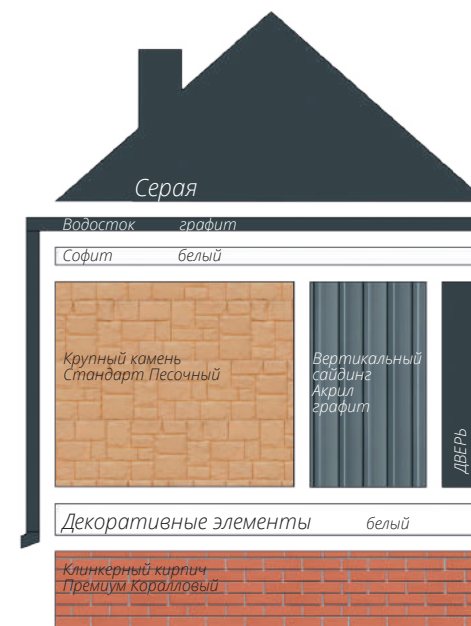 Серая
Водосток графит
Софит белый
Крупный камень
Стандарт Песочный
Вертикальный
сайдинг
Акрил
графит
ДВЕРЬ
Декоративные элементы белый
Клинкерный кирпич
Премиум Коралловый